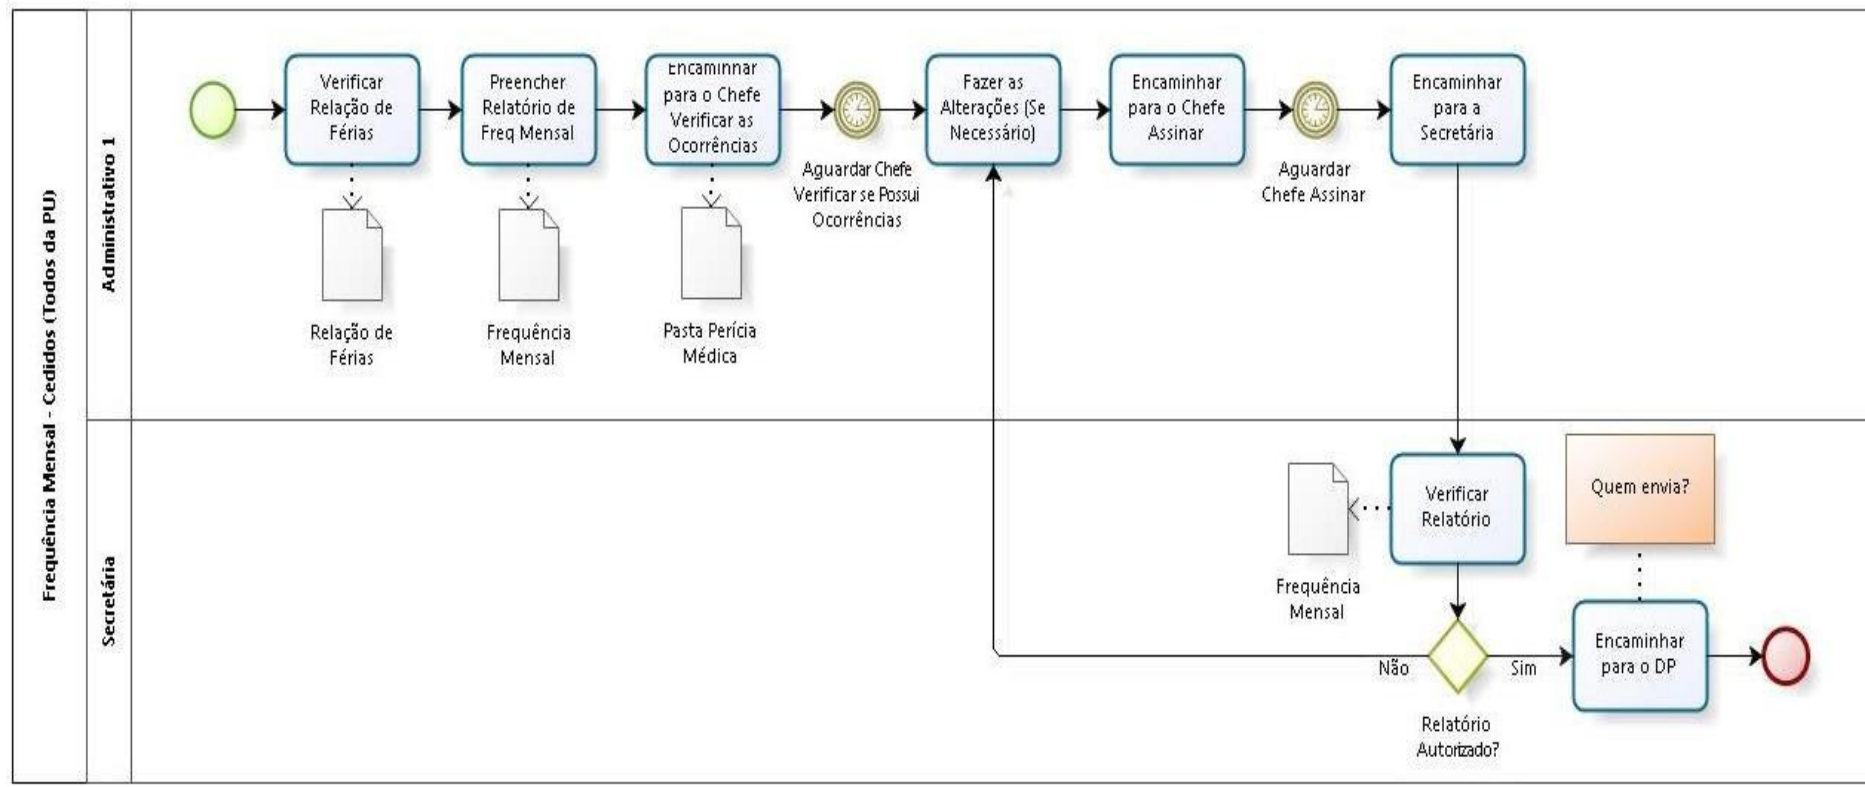 Frequência Mensal - Cedidos (Todos da PU)
Administrativo 1
Verificar
Relação de
Férias
Preencher
Relatório de
Freq Mensal
Encaminhar
para o Chefe
Verificar as
Ocorrências
Aguardar Chefe
Verificar se Possui
Ocorrências
Fazer as
Alterações (Se
Necessário)
Encaminhar
para o Chefe
Assinar
Aguardar
Chefe Assinar
Encaminhar
para a
Secretária
Relação de
Férias
Frequência
Mensal
Pasta Perícia
Médica
Secretária
Verificar
Relatório
Frequência
Mensal
Quem envia?
Não
Sim
Relatório
Autorizado?
Encaminhar
para o DP